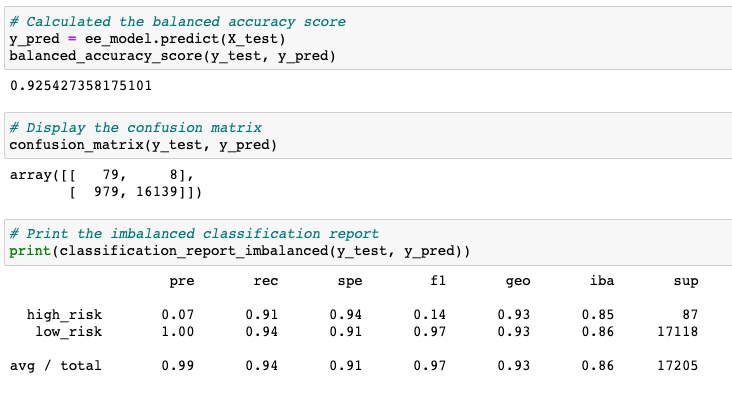 # Calculated the balanced accuracy score
y_pred = ee_model.predict(X_test)
balanced_accuracy_score(y_test, y_pred)
0.925427358175101
# Display the confusion matrix
confusion_matrix(y_test, y_pred)
array([[   79,     8],
       [  979, 16139]])
# Print the imbalanced classification report
print(classification_report_imbalanced(y_test, y_pred))
pre rec spe f1 geo iba sup
high_risk 0.07 0.91 0.94 0.14 0.93 0.85 87
low_risk 1.00 0.94 0.91 0.97 0.93 0.86 17118
avg / total 0.99 0.94 0.91 0.97 0.93 0.86 17205